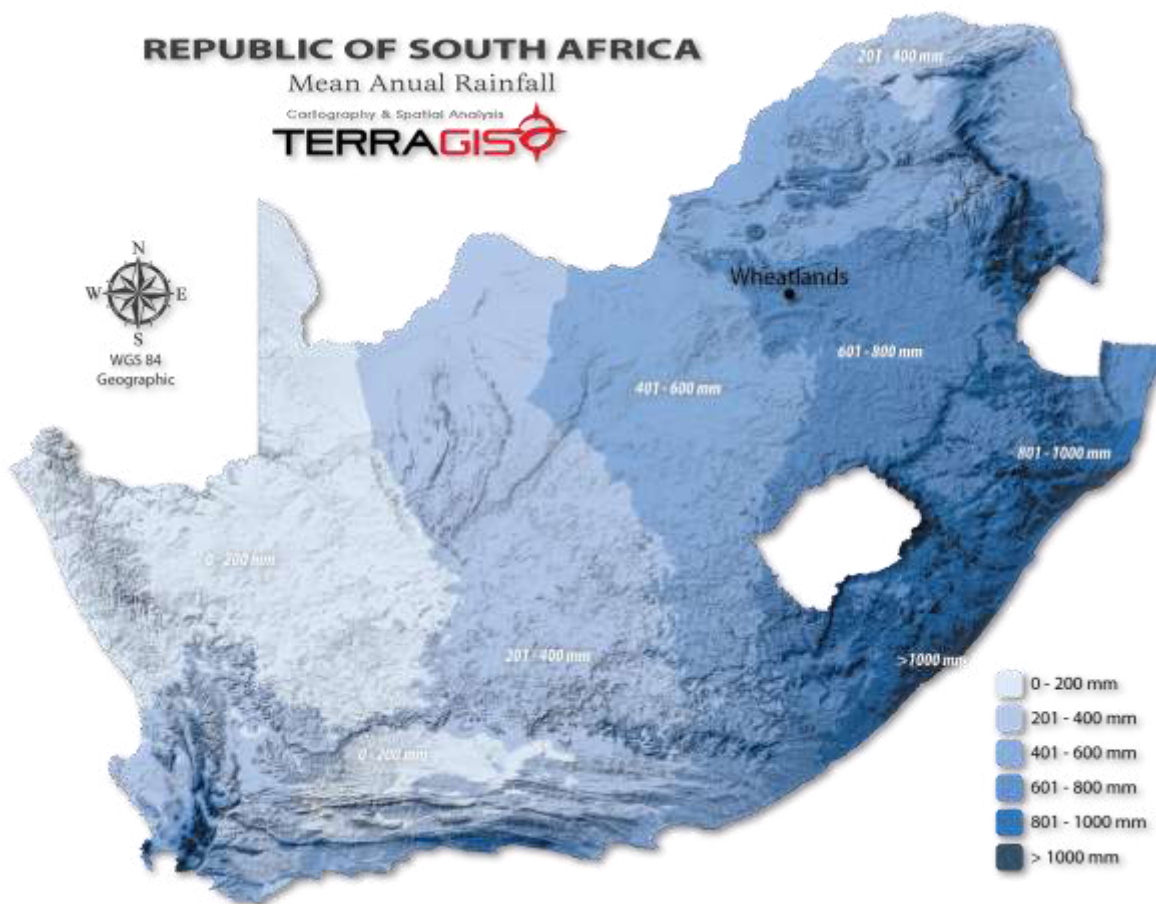 REPUBLIC OF SOUTH AFRICA
Mean Anual Rainfall
Cartography & Spatial Analysis
TERRAGIS
201 - 400 mm
N
W
E
S
WGS 84
Geographic
Wheatlands
601 - 800 mm
401 - 600 mm
801 - 1000 mm
0 - 200 mm
201 - 400 mm
>1000 mm
0 - 200 mm
0 - 200 mm
201 - 400 mm
401 - 600 mm
601 - 800 mm
801 - 1000 mm
> 1000 mm